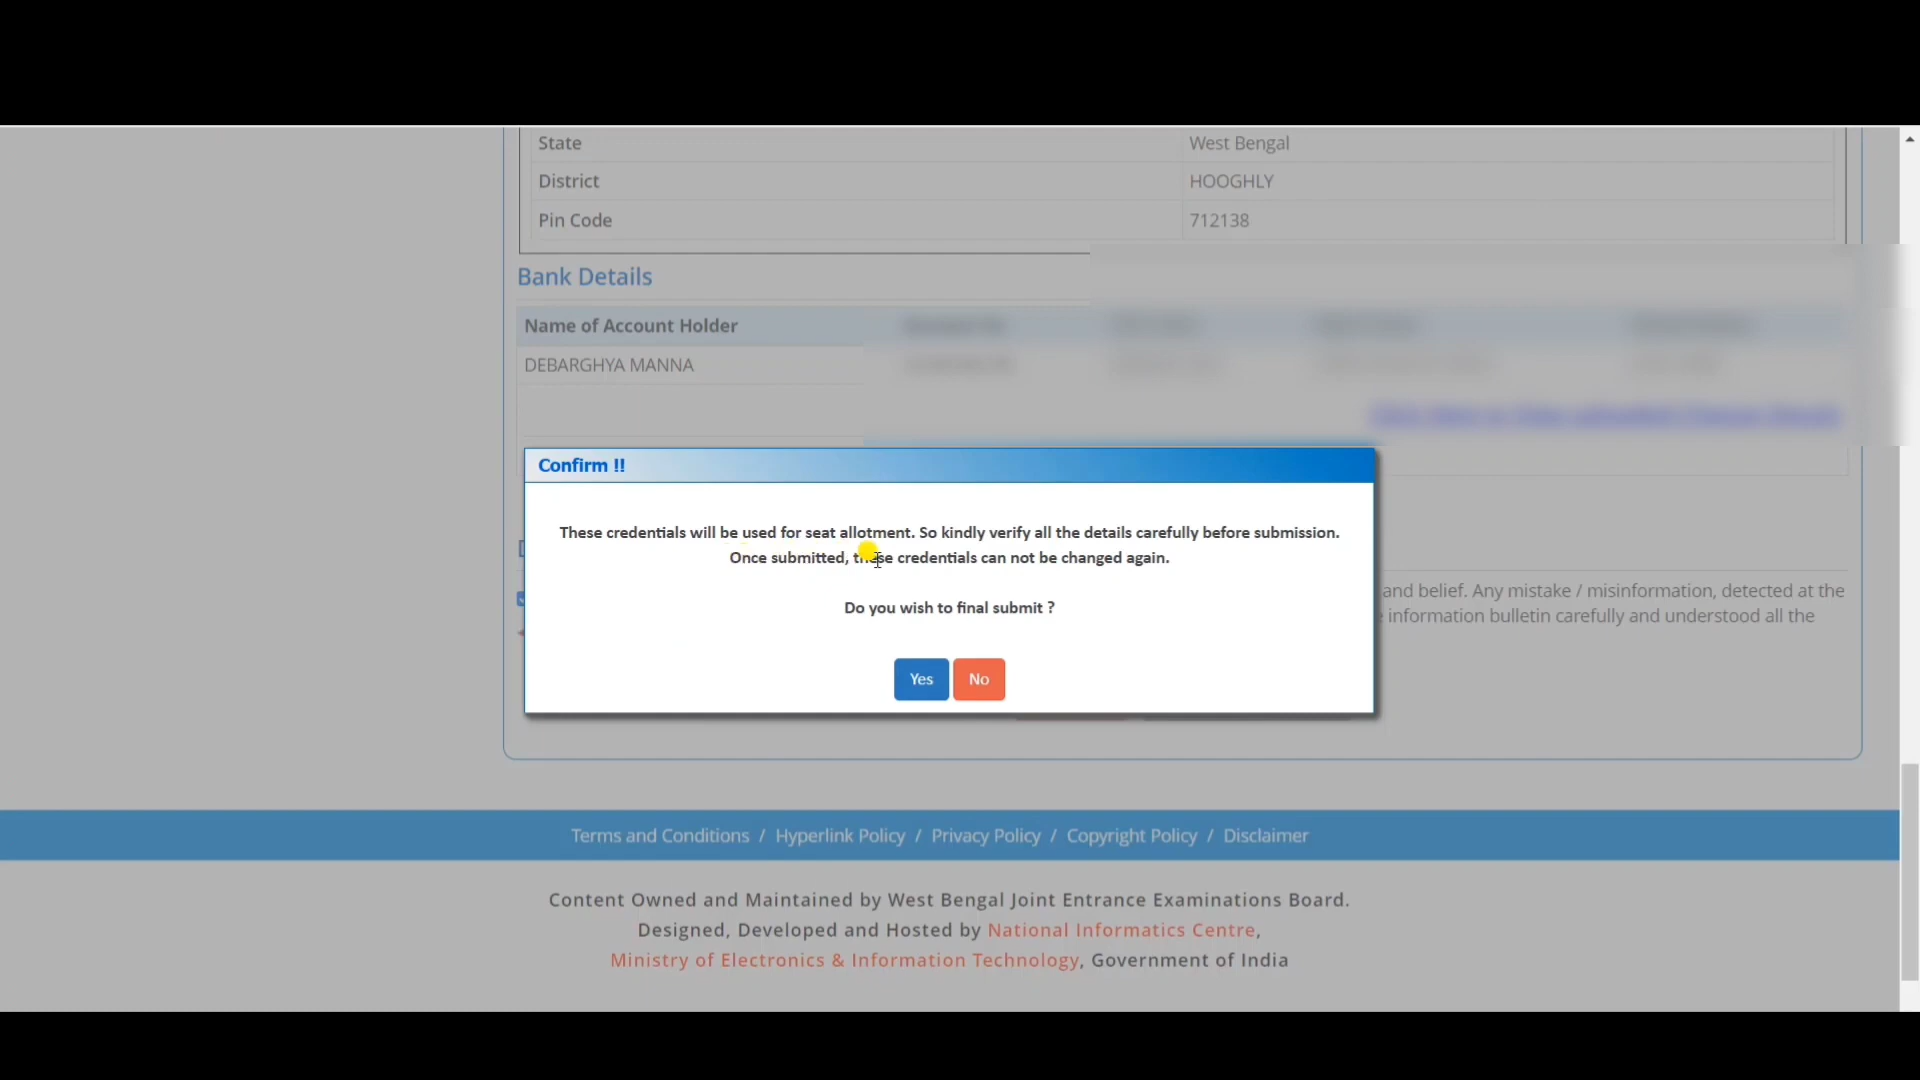 State West Bengal
District HOOGHLY
Pin Code 712138
Bank Details
Name of Account Holder
DEBARGHYA MANNA
Confirm !!
These credentials will be used for seat allotment. So kindly verify all the details carefully before submission.
Once submitted, these credentials can not be changed again.
and belief. Any mistake / misinformation, detected at the
information bulletin carefully and understood all the
Do you wish to final submit ?
Yes No
Terms and Conditions / Hyperlink Policy / Privacy Policy / Copyright Policy / Disclaimer
Content Owned and Maintained by West Bengal Joint Entrance Examinations Board.
Designed, Developed and Hosted by National Informatics Centre,
Ministry of Electronics & Information Technology, Government of India